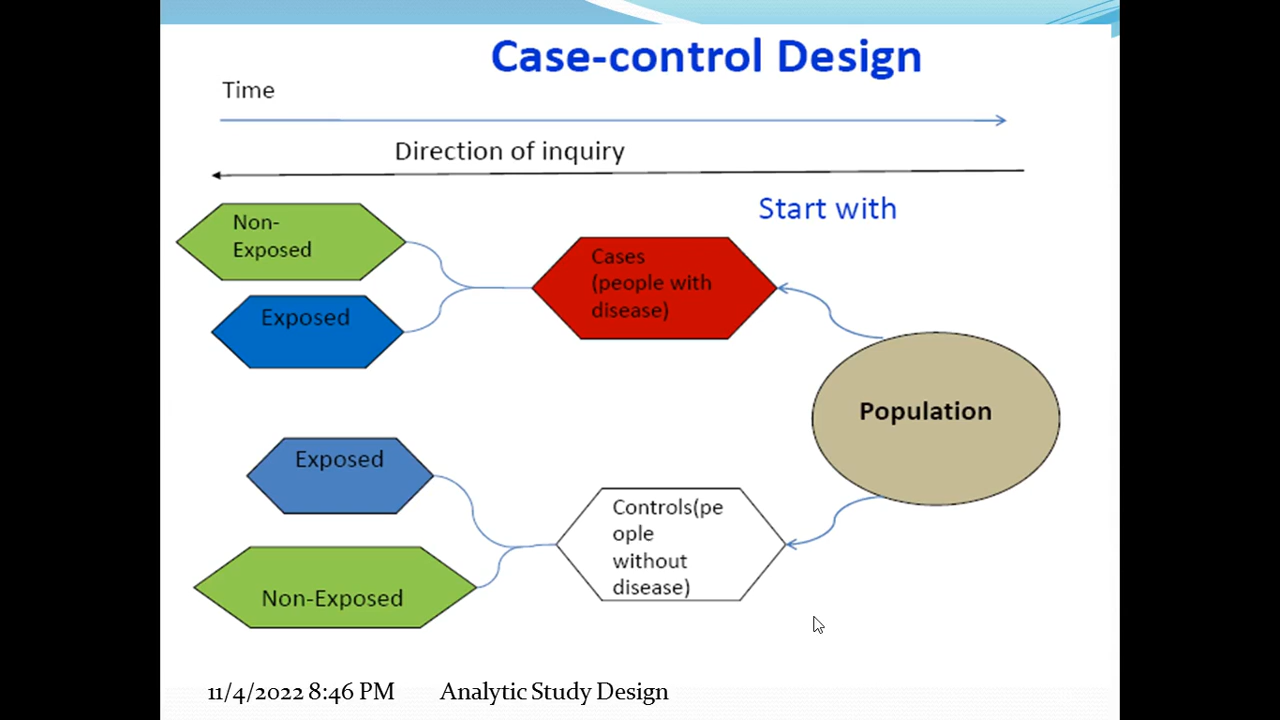 Case-control Design
Time
Direction of inquiry
Start with
Non-
Exposed
Cases
(people with
disease)
Exposed
Population
Exposed
Controls(pe
ople
without
disease)
Non-Exposed
11/4/2022 8:46 PM
Analytic Study Design